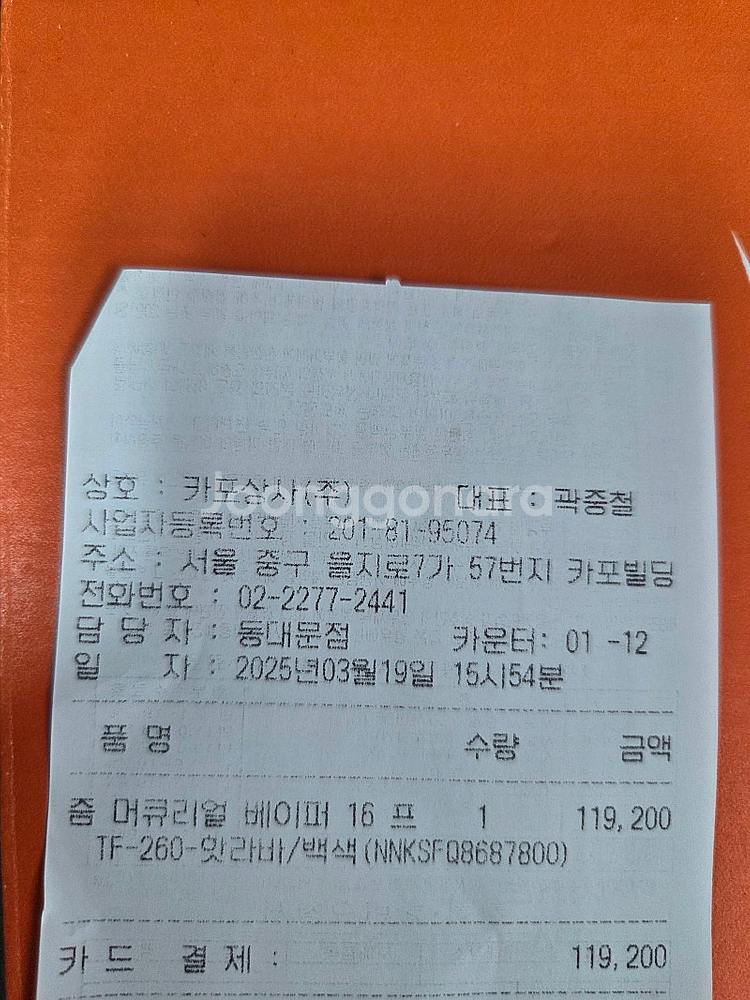 상호 : 카포상사(주) 대표 : 곽증철
Joonggonara
사업자등록번호 : 201-81-95074
주소 : 서울 중구 을지로7가 57번지 카포빌딩
전화번호 : 02-2277-2441
담 당 자 : 동대문점 카운터: 01 -12
일 자 : 2025년03월19일 15시54분
품 명 수량 금액
줌 머큐리얼 베이퍼 16 프 1 119,200
TF-260-핫라바/백색(NNKSFQ8687800)
카 드 결 제 : 119,200